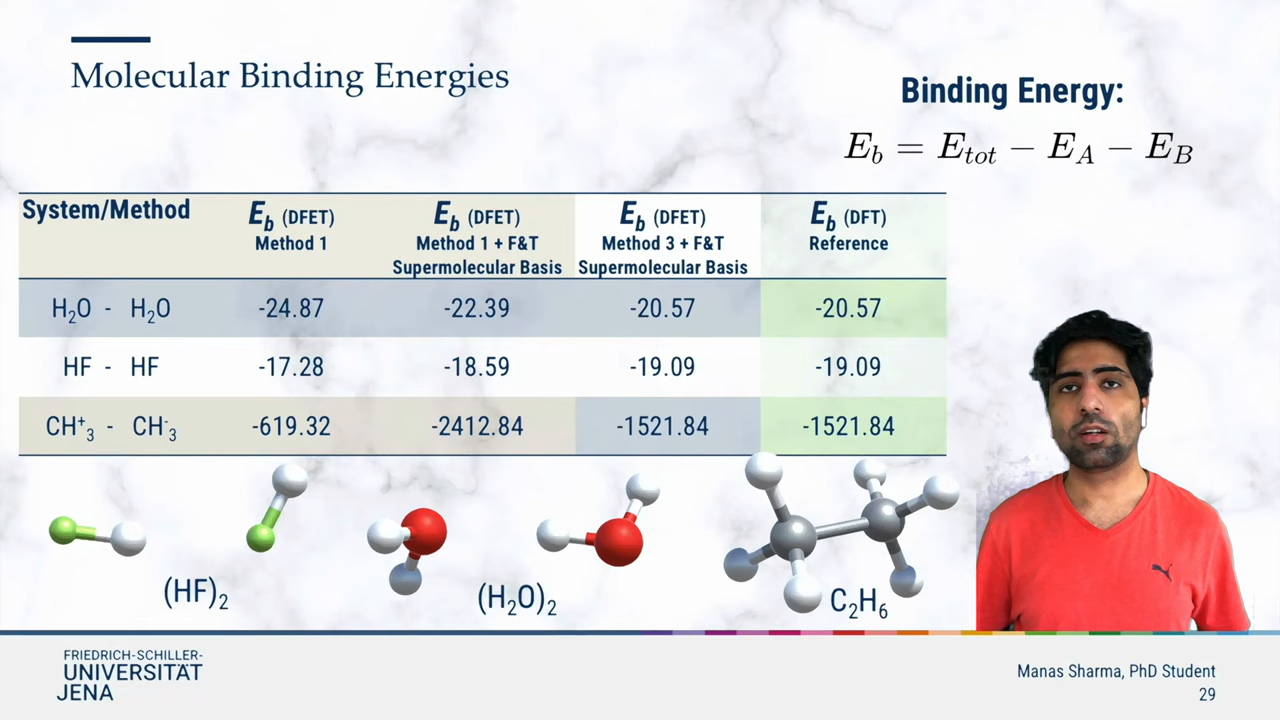 Molecular Binding Energies
Binding Energy:
E_b = E_tot − E_A − E_B
System/Method
E_b (DFET)
Method 1
E_b (DFET)
Method 1 + F&T
Supermolecular Basis
E_b (DFET)
Method 3 + F&T
Supermolecular Basis
E_b (DFT)
Reference
H₂O - H₂O -24.87 -22.39 -20.57 -20.57
HF - HF -17.28 -18.59 -19.09 -19.09
CH⁺₃ - CH⁻₃ -619.32 -2412.84 -1521.84 -1521.84
(HF)₂
(H₂O)₂
C₂H₆
FRIEDRICH-SCHILLER-
UNIVERSITÄT
JENA
Manas Sharma, PhD Student
29